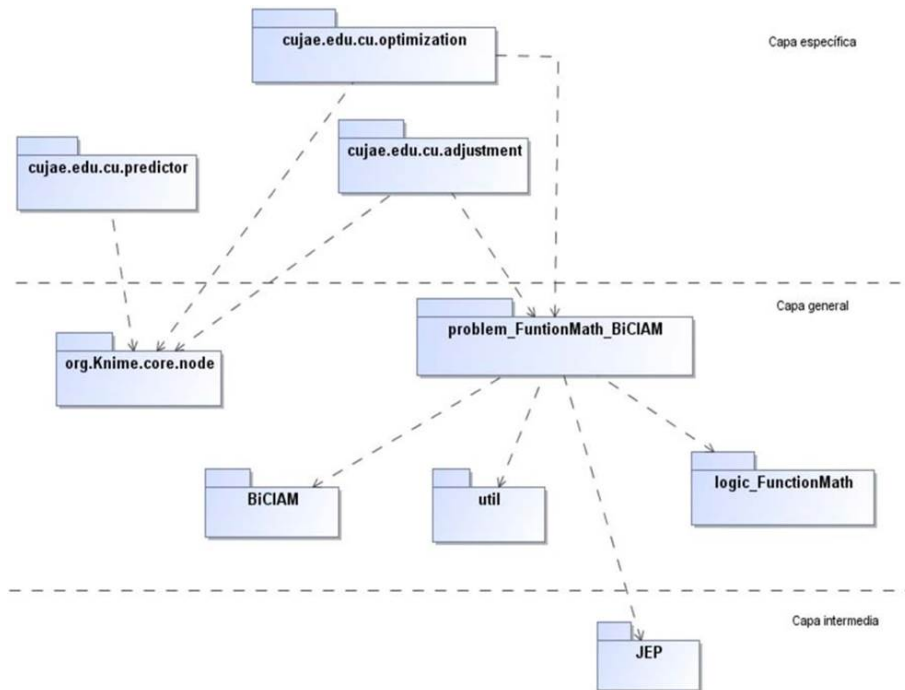 cujae.edu.cu.optimization
Capa específica
cujae.edu.cu.adjustment
cujae.edu.cu.predictor
Capa general
problem_FuntionMath_BiCIAM
org.Knime.core.node
BiCIAM
util
logic_FunctionMath
Capa intermedia
JEP